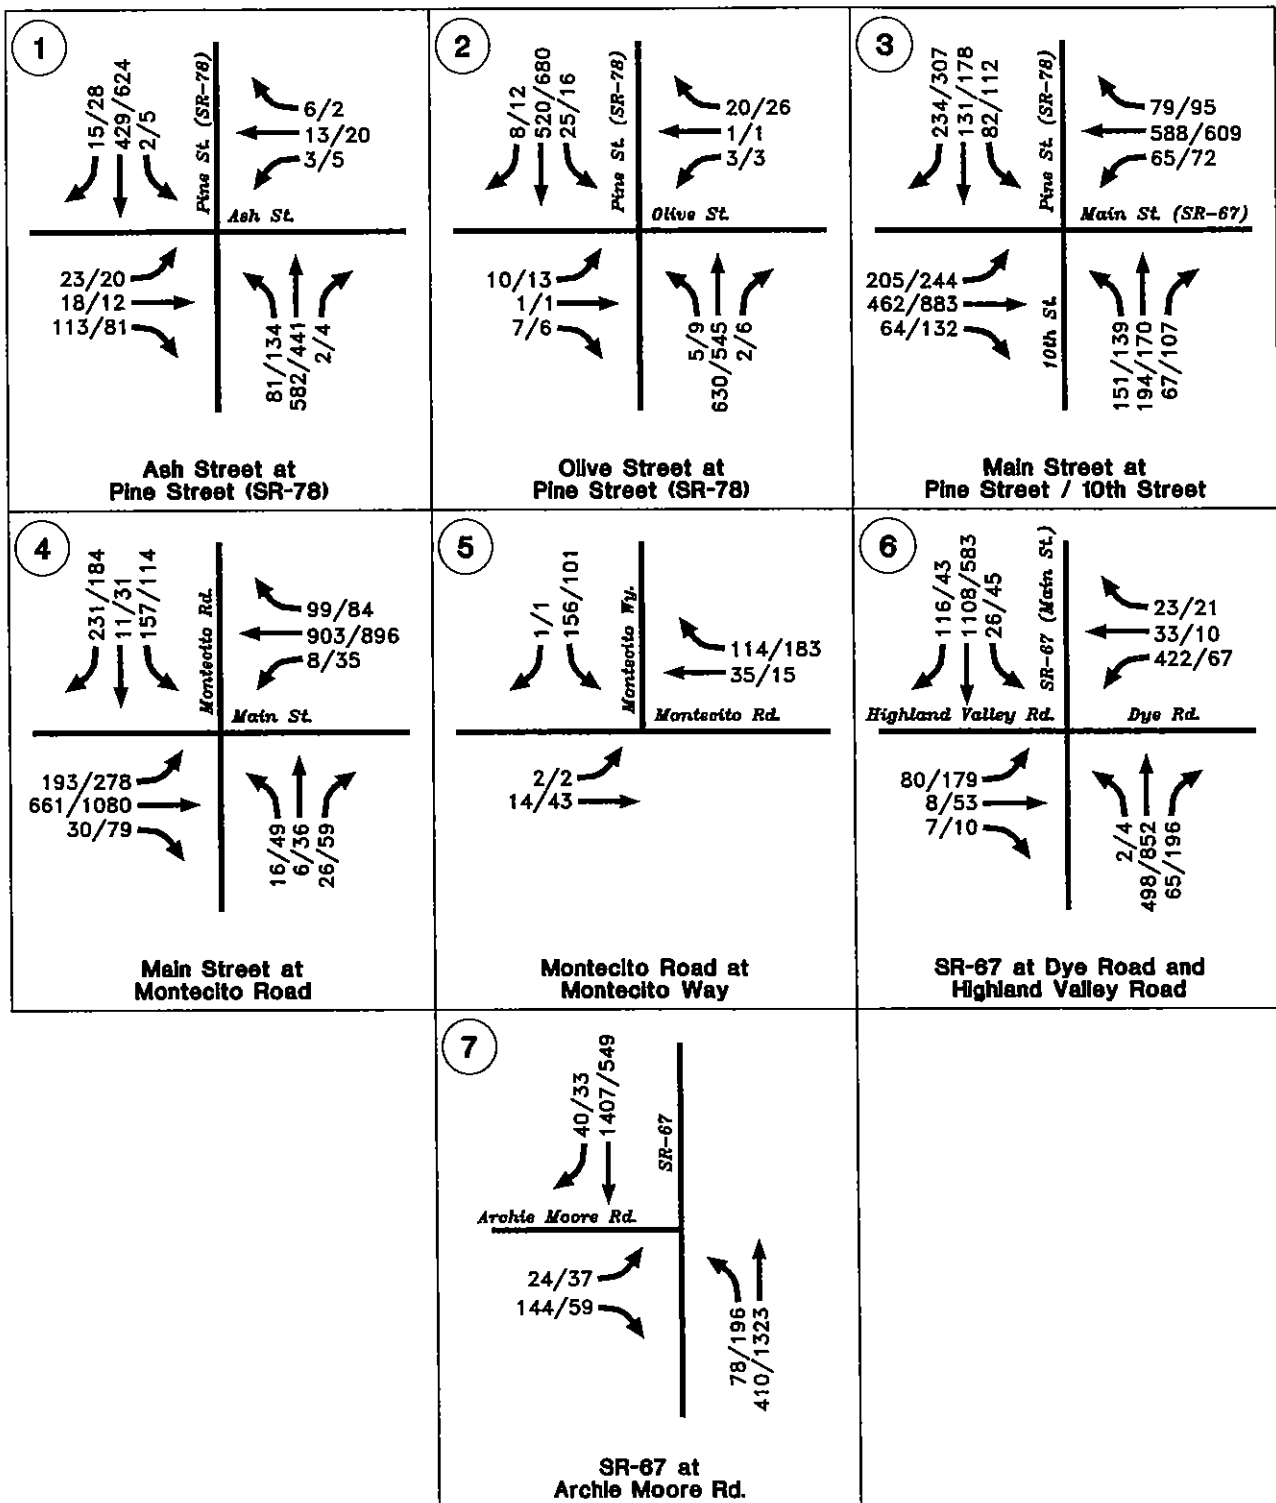 1
15/28
429/624
2/5
Pine St. (SR-78)
6/2
13/20
3/5
Ash St.
23/20
18/12
113/81
81/134
582/441
2/4
Ash Street at
Pine Street (SR-78)
2
8/12
520/680
25/16
Pine St. (SR-78)
20/26
1/1
3/3
Olive St.
10/13
1/1
7/6
5/9
630/545
2/6
Olive Street at
Pine Street (SR-78)
3
234/307
131/178
82/112
Pine St. (SR-78)
79/95
588/609
65/72
Main St. (SR-67)
205/244
462/883
64/132
10th St.
151/139
194/170
67/107
Main Street at
Pine Street / 10th Street
4
231/184
11/31
157/114
Montecito Rd.
99/84
903/896
8/35
Main St.
193/278
661/1080
30/79
16/49
6/36
26/59
Main Street at
Montecito Road
5
1/1
156/101
Montecito Wy.
114/183
35/15
Montecito Rd.
2/2
14/43
Montecito Road at
Montecito Way
6
116/43
1108/583
26/45
SR-67 (Main St.)
23/21
33/10
422/67
Highland Valley Rd.
Dye Rd.
80/179
8/53
7/10
2/4
498/852
65/196
SR-67 at Dye Road and
Highland Valley Road
7
40/33
1407/549
SR-67
Archie Moore Rd.
24/37
144/59
78/196
410/1323
SR-67 at
Archie Moore Rd.